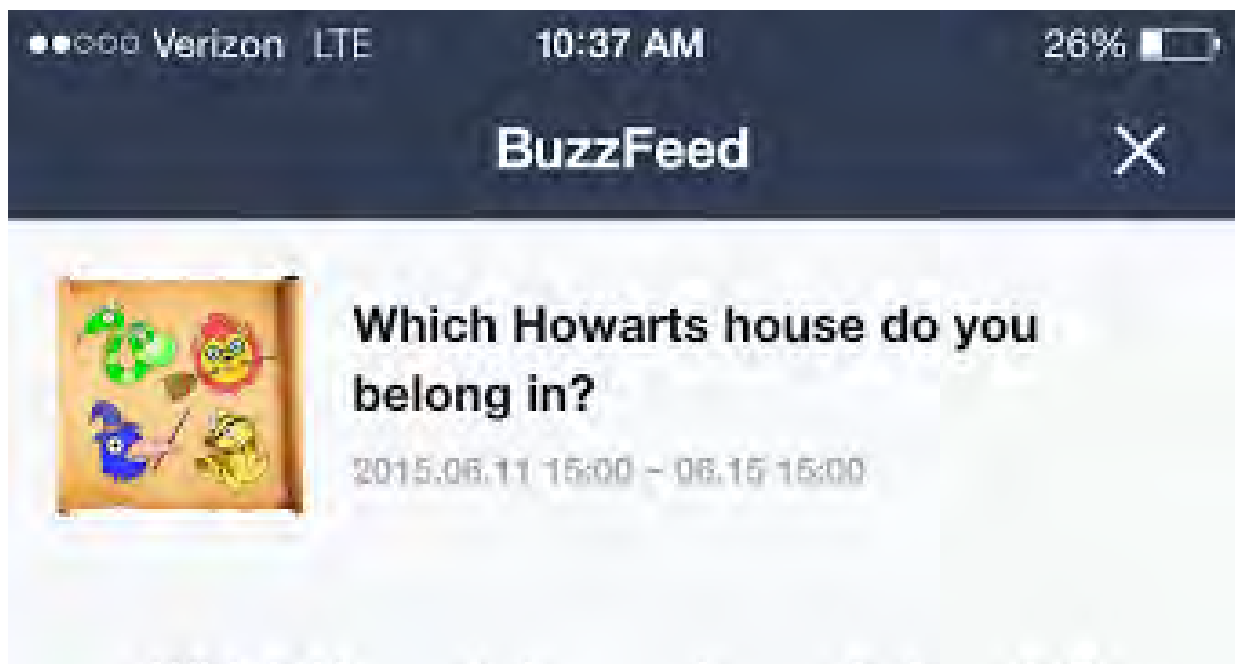 Verizon LTE 10:37 AM 26%
BuzzFeed
Which Howarts house do you
belong in?
2015.06.11 15:00 ~ 06.15 15:00